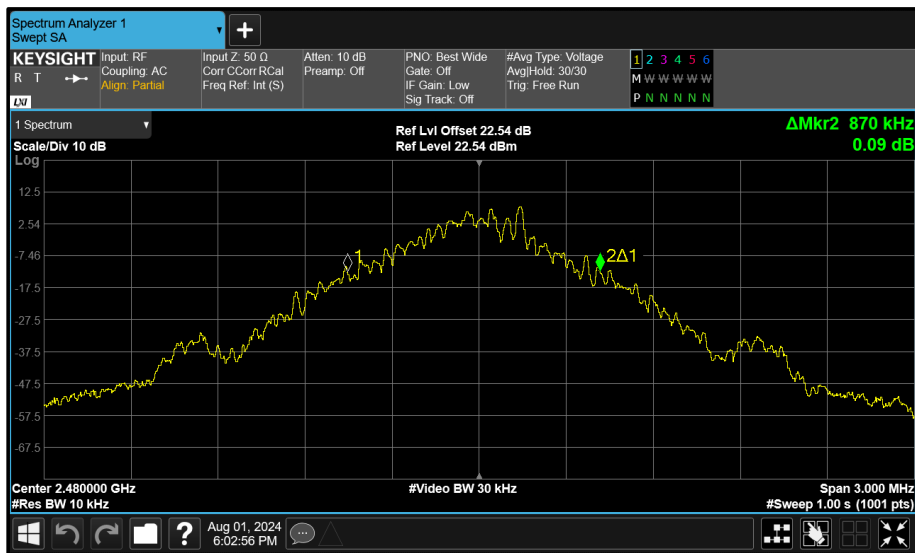 Spectrum Analyzer 1
Swept SA
KEYSIGHT
R T
LXI
Input: RF
Coupling: AC
Align: Partial
Input Z: 50 Ω
Corr CCorr RCal
Freq Ref: Int (S)
Atten: 10 dB
Preamp: Off
PNO: Best Wide
Gate: Off
IF Gain: Low
Sig Track: Off
#Avg Type: Voltage
Avg|Hold: 30/30
Trig: Free Run
1 2 3 4 5 6
M W W W W W
P N N N N N
1 Spectrum
Scale/Div 10 dB
Ref Lvl Offset 22.54 dB
Ref Level 22.54 dBm
ΔMkr2 870 kHz
0.09 dB
Log
12.5
2.54
-7.46
-17.5
-27.5
-37.5
-47.5
-57.5
-67.5
1
2Δ1
Center 2.480000 GHz
#Res BW 10 kHz
#Video BW 30 kHz
Span 3.000 MHz
#Sweep 1.00 s (1001 pts)
?
Aug 01, 2024
6:02:56 PM